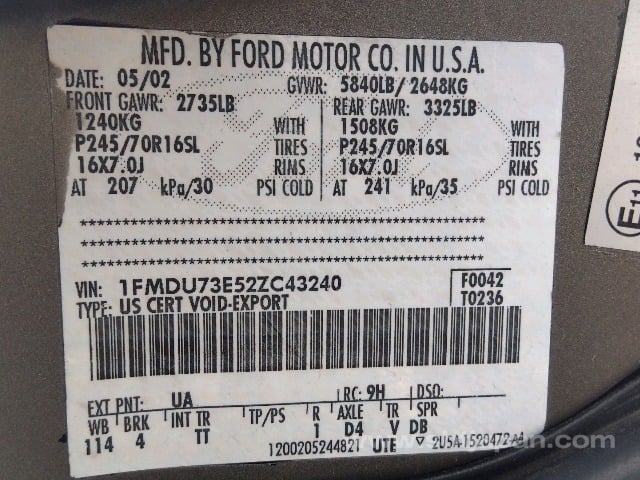 MFD. BY FORD MOTOR CO. IN U.S.A.
DATE: 05/02 GVWR: 5840LB/ 2648KG
FRONT GAWR: 2735LB REAR GAWR: 3325LB
1240KG WITH 1508KG WITH
P245/70R16SL TIRES P245/70R16SL TIRES
16X7.0J RIMS 16X7.0J RIMS
AT 207 kPa/30 PSI COLD AT 241 kPa/35 PSI COLD
************************************************
************************************************
************************************************
VIN: 1FMDU73E52ZC43240 F0042
TYPE: US CERT VOID-EXPORT T0236
EXT PNT: UA RC: 9H DSO:
WB BRK INT TR TP/PS R AXLE TR SPR
114 4 TT 1 D4 V DB
1200205244821 UTE ▽ 2U5A-1520472-AA
E11